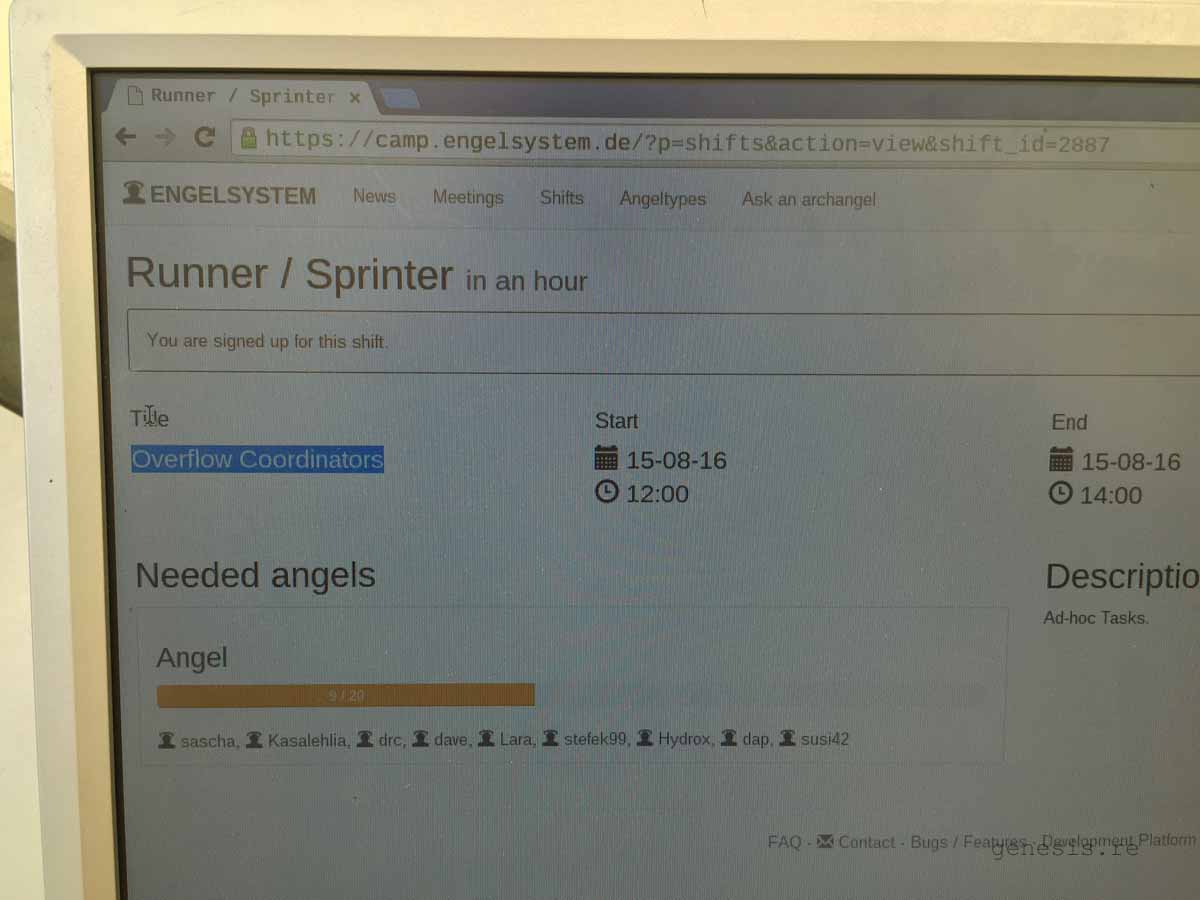 Runner / Sprinter ×
https://camp.engelsystem.de/?p=shifts&action=view&shift_id=2887
ENGELSYSTEM News Meetings Shifts Angeltypes Ask an archangel
Runner / Sprinter in an hour
You are signed up for this shift.
Title Start End
Overflow Coordinators 15-08-16 15-08-16
12:00 14:00
Needed angels Descriptio
Ad-hoc Tasks.
Angel
9 / 20
sascha, Kasalehlia, drc, dave, Lara, stefek99, Hydrox, dap, susi42
FAQ · Contact · Bugs / Features · Development Platform
genesis.re